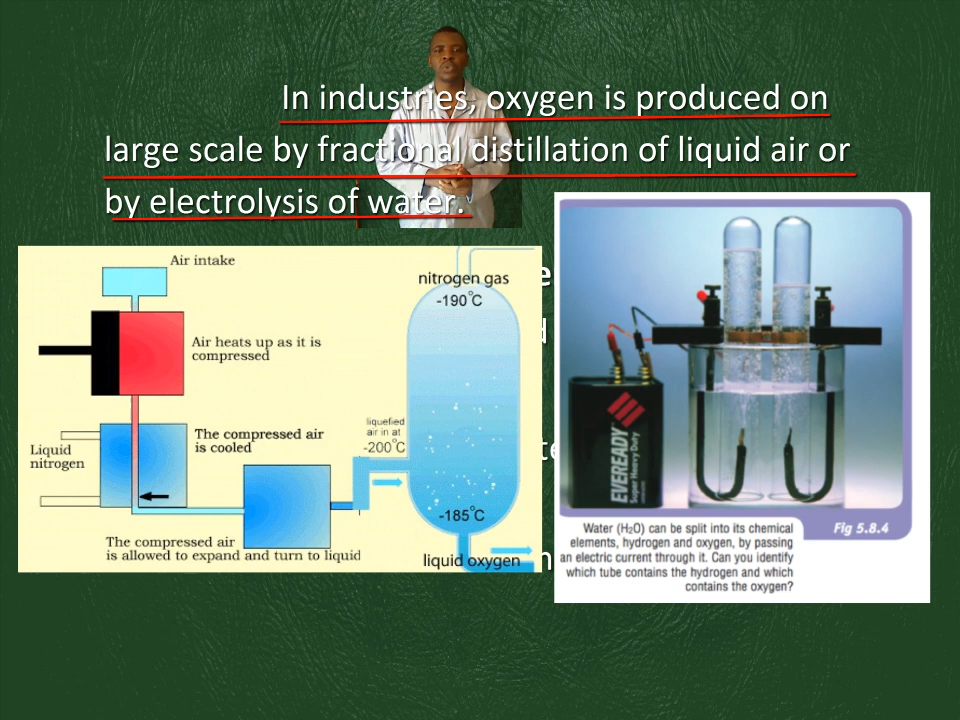 In industries, oxygen is produced on
large scale by fractional distillation of liquid air or
by electrolysis of water.
Air intake
Air heats up as it is
compressed
Liquid
nitrogen
The compressed air
is cooled
The compressed air
is allowed to expand and turn to liquid
nitrogen gas
-190°C
liquefied
air in at
-200°C
-185°C
liquid oxygen
EVEREADY
Super Heavy Duty
Water (H₂O) can be split into its chemical
elements, hydrogen and oxygen, by passing
an electric current through it. Can you identify
which tube contains the hydrogen and which
contains the oxygen?
Fig 5.8.4